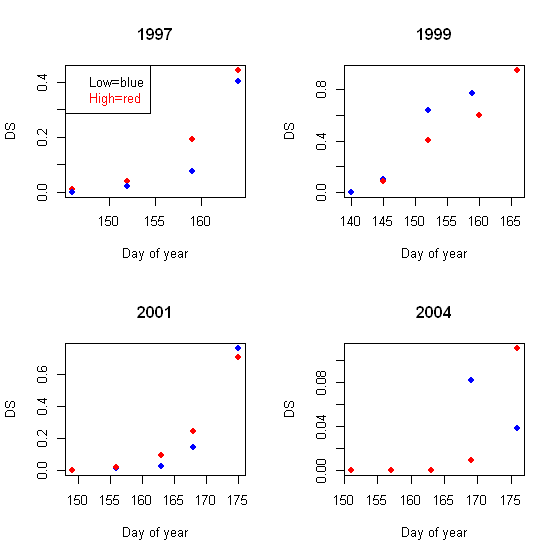 1997
Low=blue
High=red
DS
0.0 0.2 0.4
150 155 160
Day of year
1999
DS
0.0 0.4 0.8
140 145 150 155 160 165
Day of year
2001
DS
0.0 0.2 0.4 0.6
150 155 160 165 170 175
Day of year
2004
DS
0.00 0.04 0.08
150 155 160 165 170 175
Day of year